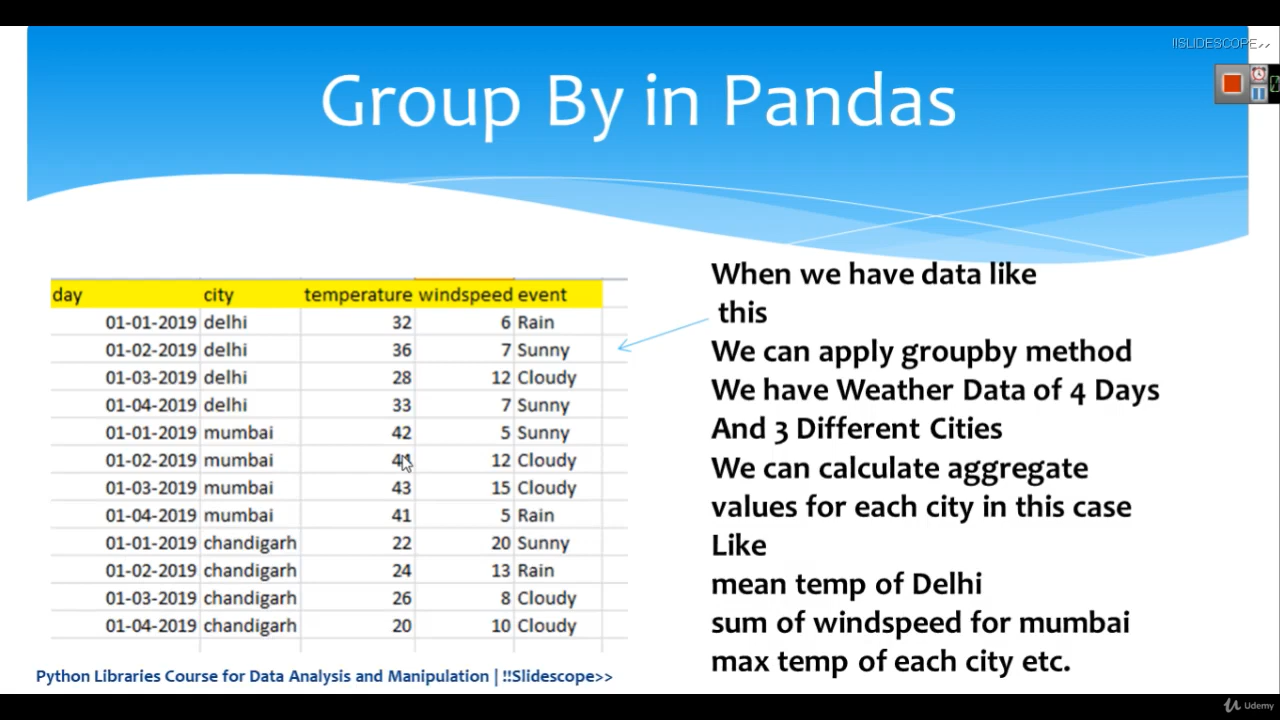 !!SLIDESCOPE>>
Group By in Pandas
day city temperature windspeed event
01-01-2019 delhi 32 6 Rain
01-02-2019 delhi 36 7 Sunny
01-03-2019 delhi 28 12 Cloudy
01-04-2019 delhi 33 7 Sunny
01-01-2019 mumbai 42 5 Sunny
01-02-2019 mumbai 12 Cloudy
01-03-2019 mumbai 43 15 Cloudy
01-04-2019 mumbai 41 5 Rain
01-01-2019 chandigarh 22 20 Sunny
01-02-2019 chandigarh 24 13 Rain
01-03-2019 chandigarh 26 8 Cloudy
01-04-2019 chandigarh 20 10 Cloudy
When we have data like
this
We can apply groupby method
We have Weather Data of 4 Days
And 3 Different Cities
We can calculate aggregate
values for each city in this case
Like
mean temp of Delhi
sum of windspeed for mumbai
max temp of each city etc.
Python Libraries Course for Data Analysis and Manipulation | !!Slidescope>>
Udemy